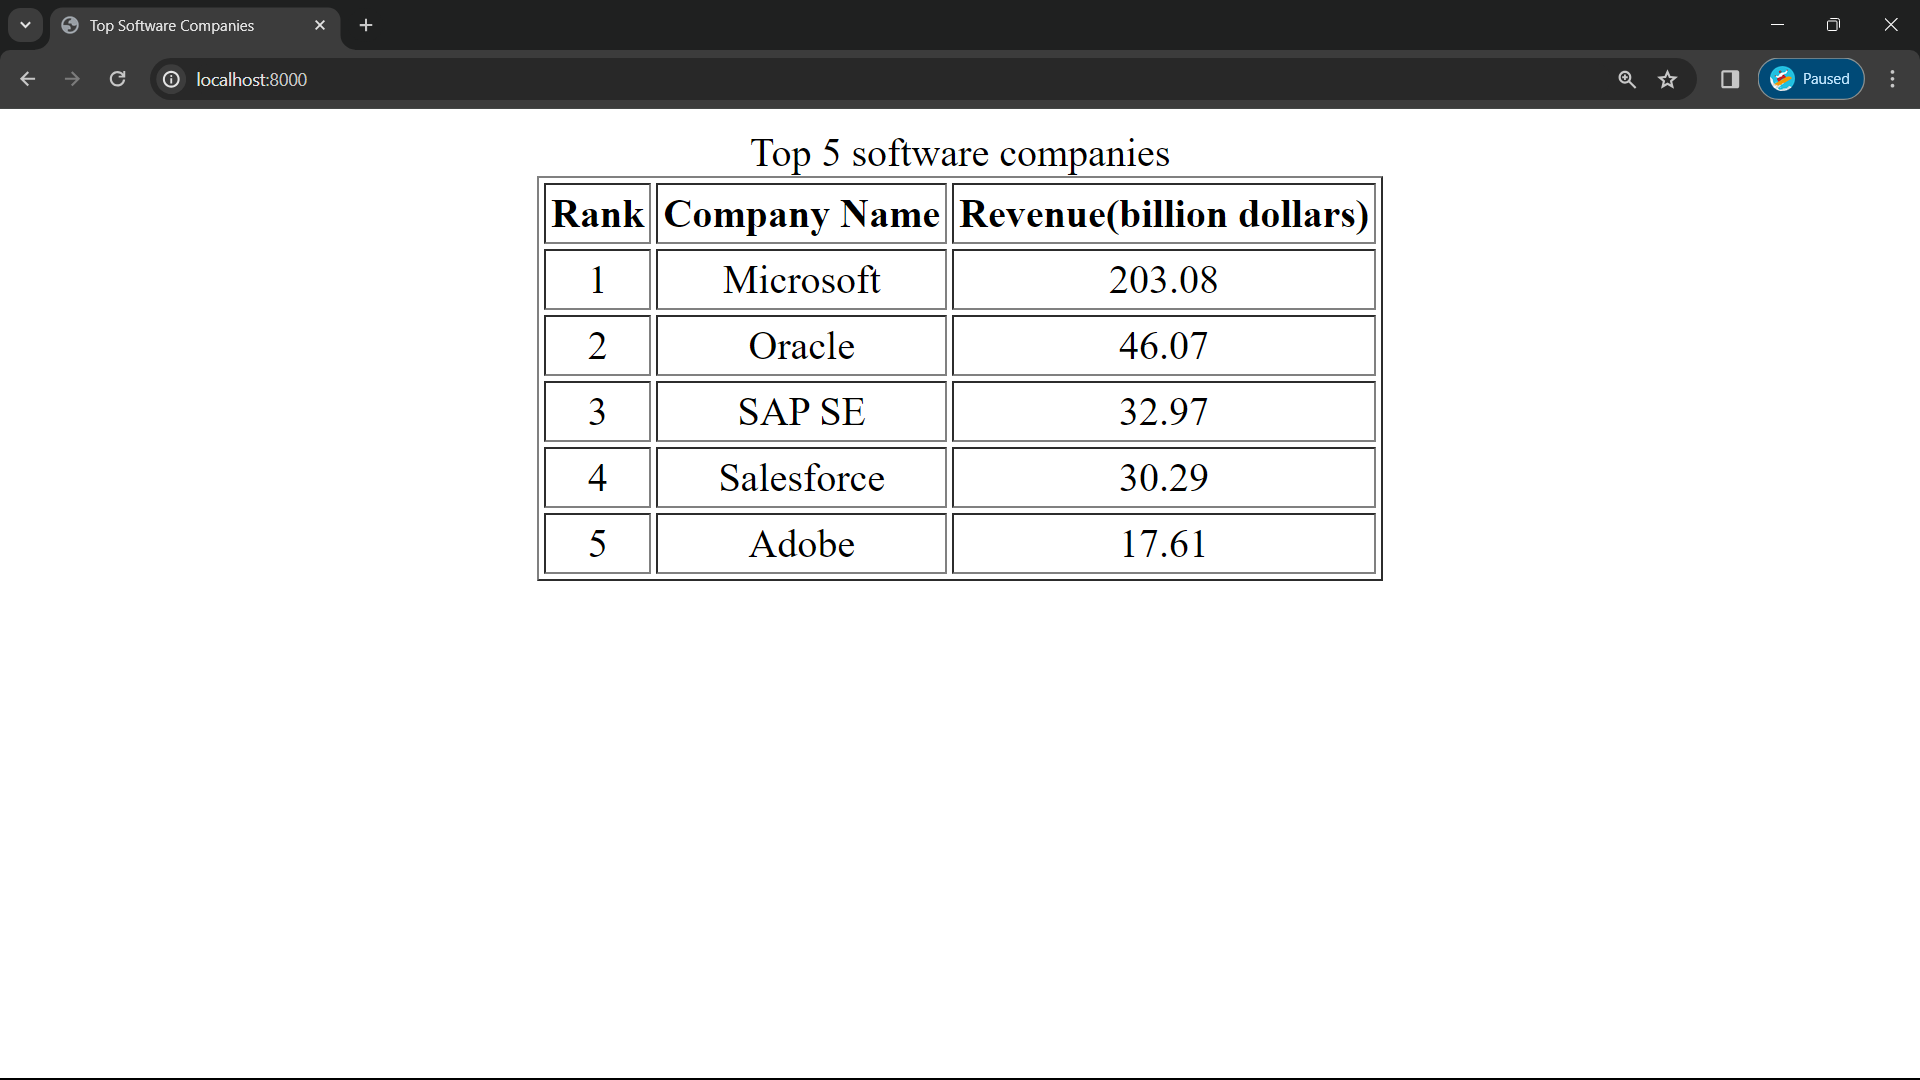 Top Software Companies
localhost:8000
Paused
Top 5 software companies
Rank Company Name Revenue(billion dollars)
1 Microsoft 203.08
2 Oracle 46.07
3 SAP SE 32.97
4 Salesforce 30.29
5 Adobe 17.61